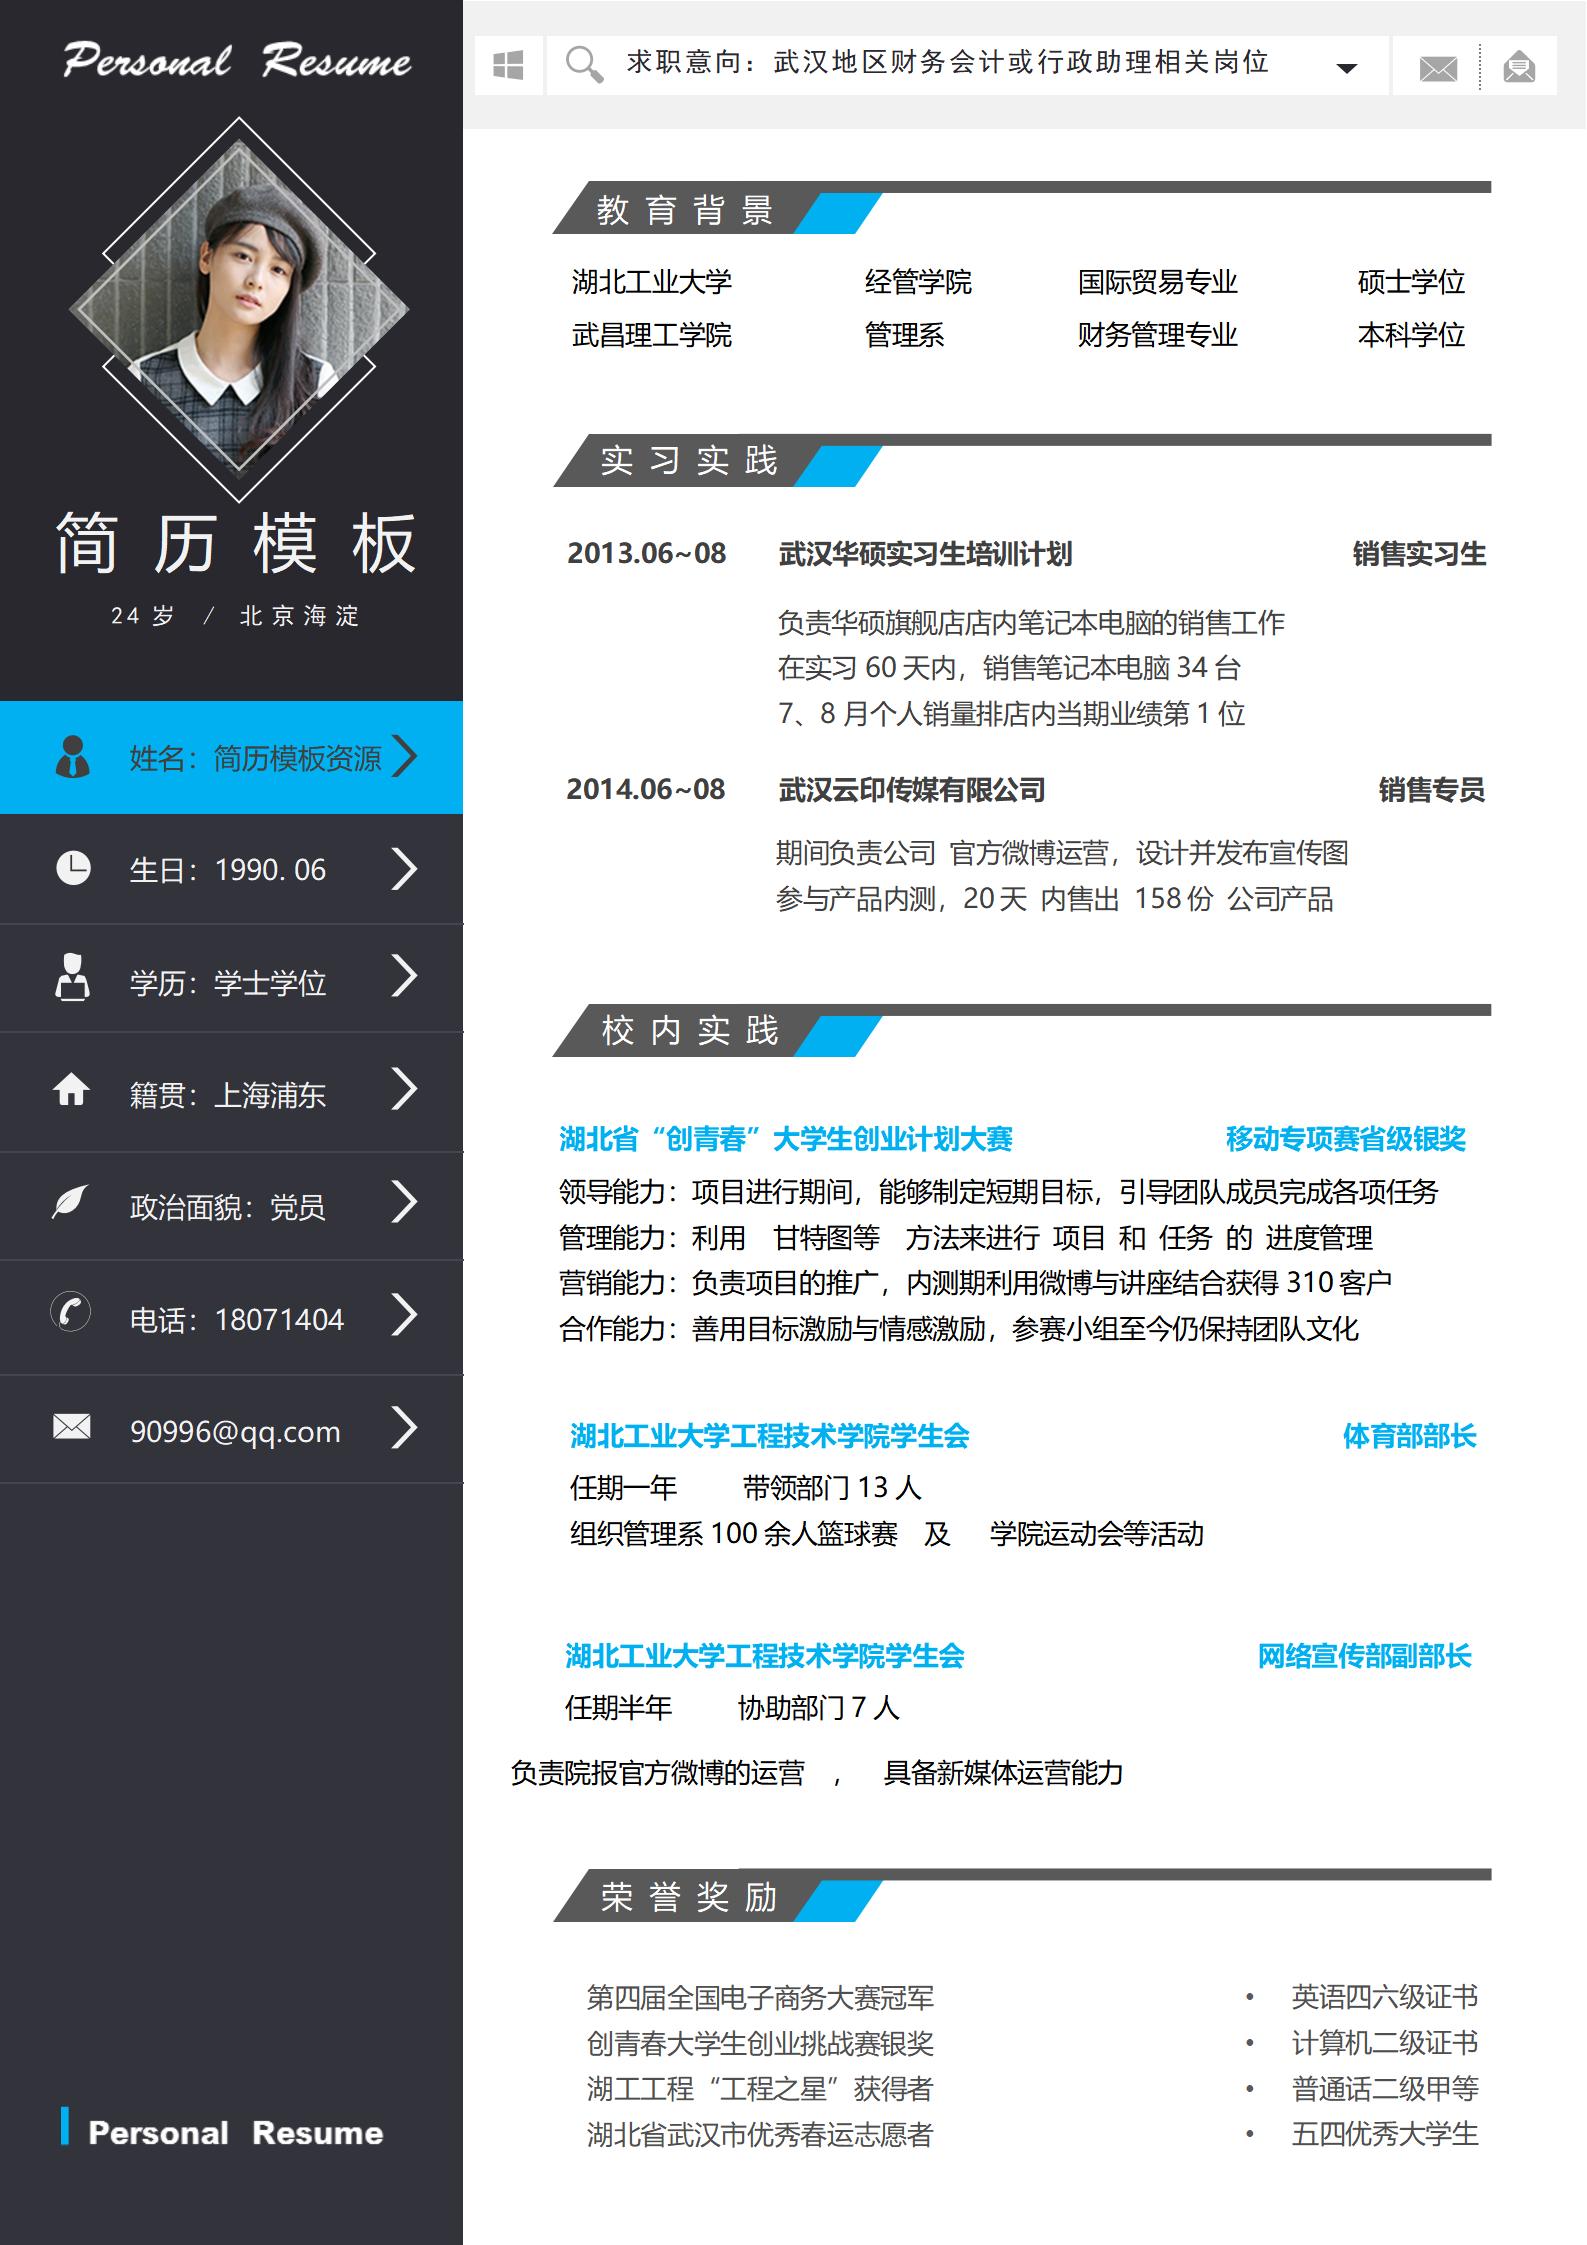 Personal Resume
简历模板
24 岁 / 北京海淀
姓名：简历模板资源
生日：1990. 06
学历：学士学位
籍贯：上海浦东
政治面貌：党员
电话：18071404
90996@qq.com
Personal Resume
求职意向：武汉地区财务会计或行政助理相关岗位
教育背景
湖北工业大学 经管学院 国际贸易专业 硕士学位
武昌理工学院 管理系 财务管理专业 本科学位
实习实践
2013.06~08 武汉华硕实习生培训计划 销售实习生
负责华硕旗舰店店内笔记本电脑的销售工作
在实习 60 天内，销售笔记本电脑 34 台
7、8 月个人销量排店内当期业绩第 1 位
2014.06~08 武汉云印传媒有限公司 销售专员
期间负责公司 官方微博运营，设计并发布宣传图
参与产品内测，20 天 内售出 158 份 公司产品
校内实践
湖北省“创青春”大学生创业计划大赛 移动专项赛省级银奖
领导能力：项目进行期间，能够制定短期目标，引导团队成员完成各项任务
管理能力：利用 甘特图等 方法来进行 项目 和 任务 的 进度管理
营销能力：负责项目的推广，内测期利用微博与讲座结合获得 310 客户
合作能力：善用目标激励与情感激励，参赛小组至今仍保持团队文化
湖北工业大学工程技术学院学生会 体育部部长
任期一年 带领部门 13 人
组织管理系 100 余人篮球赛 及 学院运动会等活动
湖北工业大学工程技术学院学生会 网络宣传部副部长
任期半年 协助部门 7 人
负责院报官方微博的运营 ， 具备新媒体运营能力
荣誉奖励
第四届全国电子商务大赛冠军 • 英语四六级证书
创青春大学生创业挑战赛银奖 • 计算机二级证书
湖工工程“工程之星”获得者 • 普通话二级甲等
湖北省武汉市优秀春运志愿者 • 五四优秀大学生